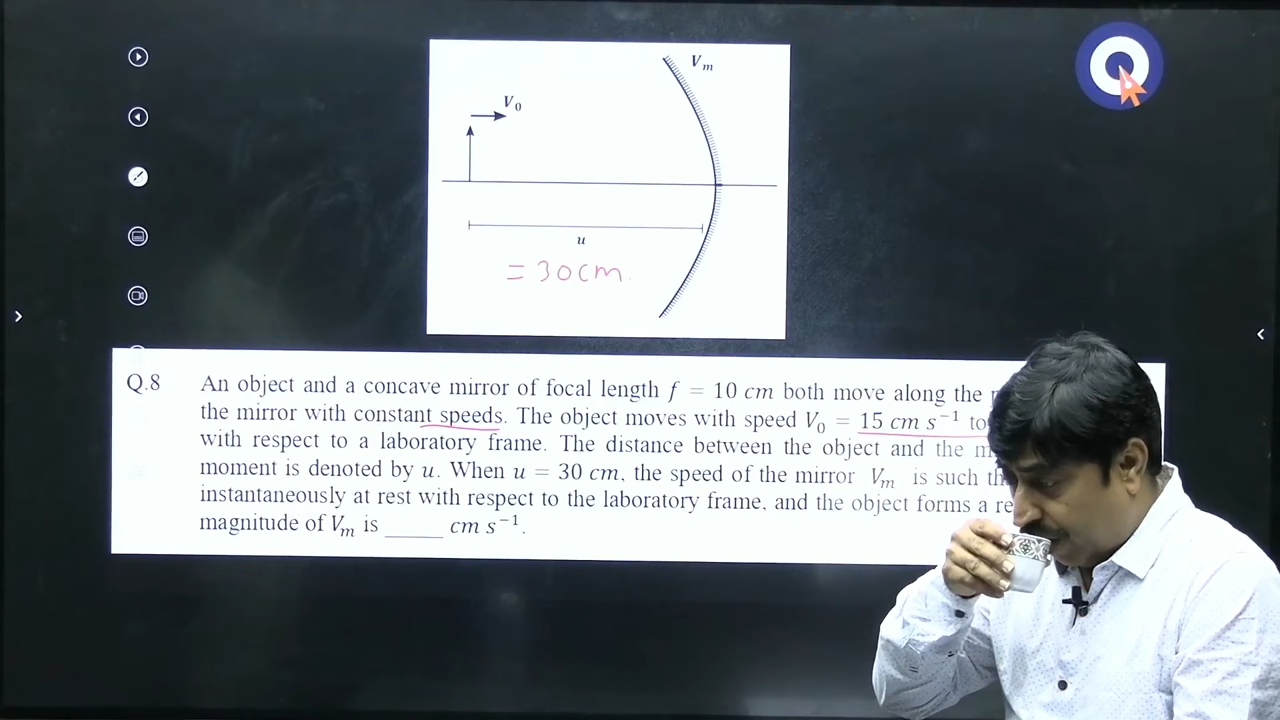 V_m
V_0
u
= 30 cm.
Q.8 An object and a concave mirror of focal length f = 10 cm both move along the
the mirror with constant speeds. The object moves with speed V_0 = 15 cm s^{-1}
with respect to a laboratory frame. The distance between the object and the
moment is denoted by u. When u = 30 cm, the speed of the mirror V_m is such
instantaneously at rest with respect to the laboratory frame, and the object forms a
magnitude of V_m is ______ cm s^{-1}.